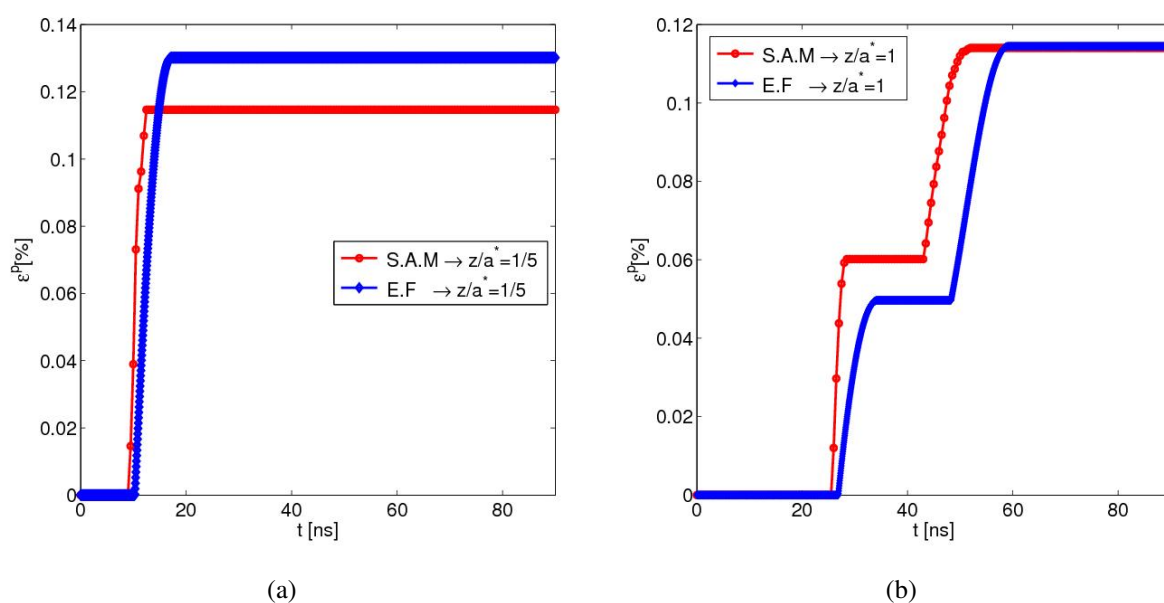 0.14
0.12
0.1
0.08
0.06
0.04
0.02
0
0 20 40 60 80
εᵖ[%]
t [ns]
S.A.M → z/a*=1/5
E.F → z/a*=1/5
(a)
0.12
0.1
0.08
0.06
0.04
0.02
0
0 20 40 60 80
εᵖ[%]
t [ns]
S.A.M → z/a*=1
E.F → z/a*=1
(b)